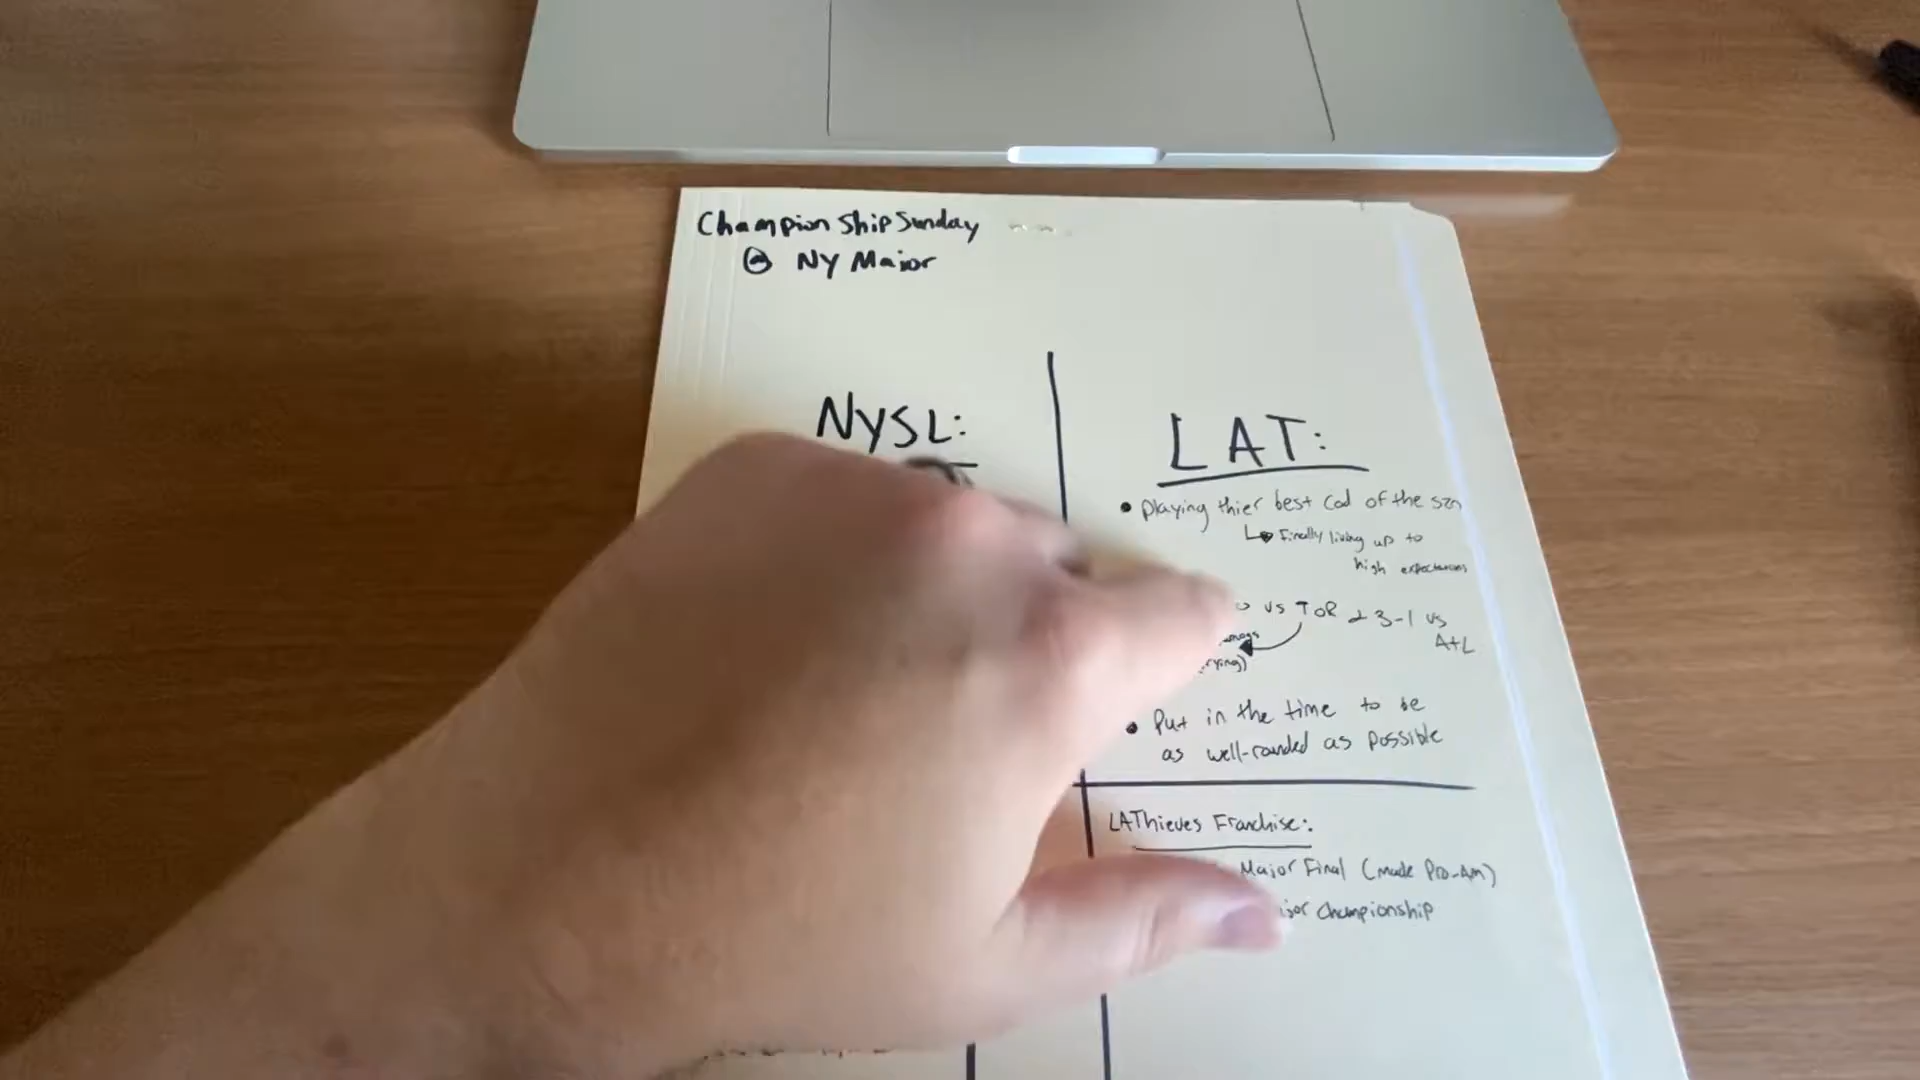 Championship Sunday
@ NY Major
NYSL:
LAT:
• Playing thier best Cod of the szn
↳ Finally living up to
high expectations
vs TOR & 3-1 vs
AtL
• Put in the time to be
as well-rounded as possible
LAThieves Franchise:
Major Final (made Pro-Am)
Championship